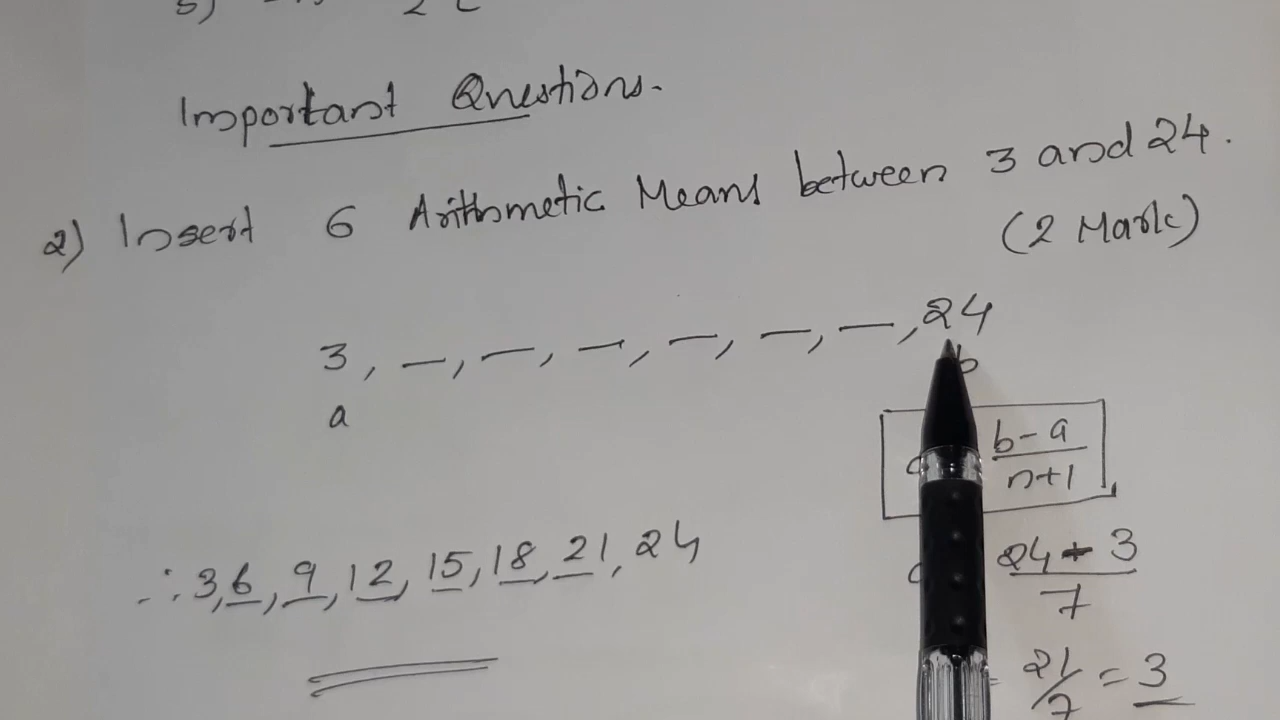 Important Questions.
2) Insert 6 Arithmetic Means between 3 and 24.
(2 Mark)
3, —, —, —, —, —, —, 24
a b
b-a
n+1
∴ 3, 6, 9, 12, 15, 18, 21, 24
24 - 3
7
= 21/7 = 3